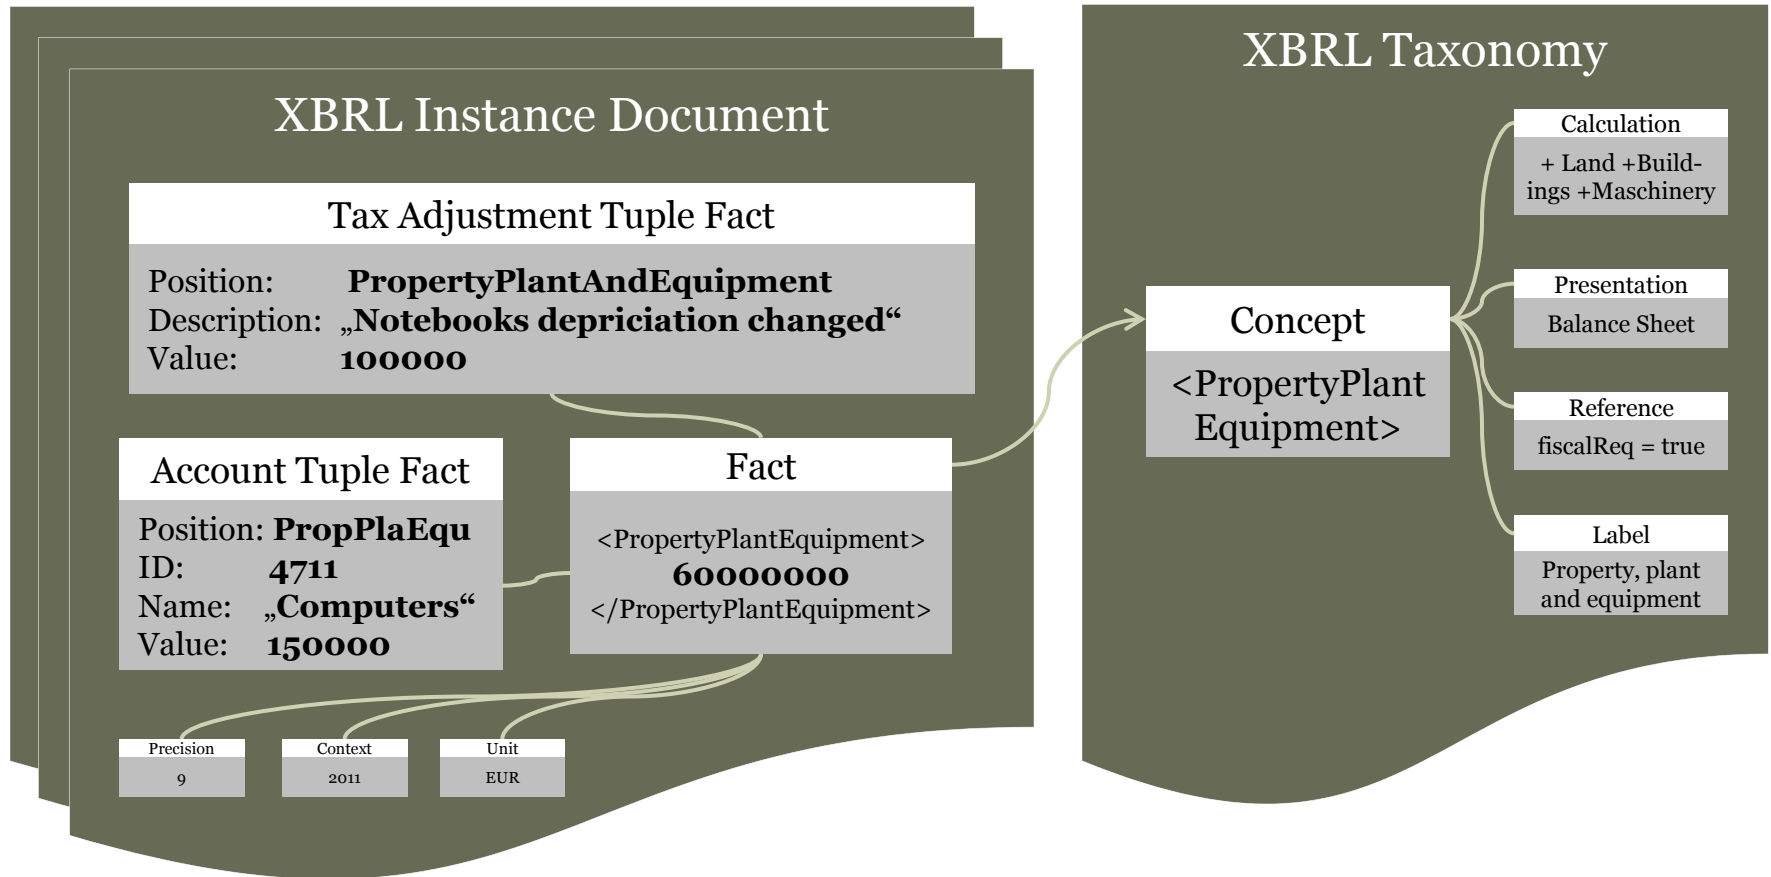 XBRL Instance Document
Tax Adjustment Tuple Fact
Position: PropertyPlantAndEquipment
Description: „Notebooks depriciation changed“
Value: 100000
Account Tuple Fact
Position: PropPlaEqu
ID: 4711
Name: „Computers“
Value: 150000
Fact
<PropertyPlantEquipment>
60000000
</PropertyPlantEquipment>
Precision
9
Context
2011
Unit
EUR
XBRL Taxonomy
Concept
<PropertyPlant
Equipment>
Calculation
+ Land +Build-
ings +Maschinery
Presentation
Balance Sheet
Reference
fiscalReq = true
Label
Property, plant
and equipment